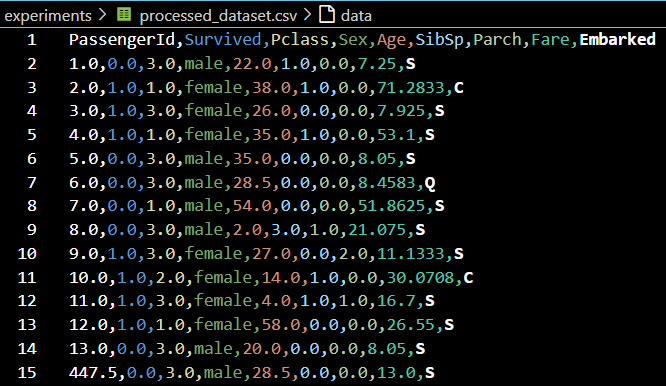 experiments > processed_dataset.csv > data
1 PassengerId,Survived,Pclass,Sex,Age,SibSp,Parch,Fare,Embarked
2 1.0,0.0,3.0,male,22.0,1.0,0.0,7.25,S
3 2.0,1.0,1.0,female,38.0,1.0,0.0,71.2833,C
4 3.0,1.0,3.0,female,26.0,0.0,0.0,7.925,S
5 4.0,1.0,1.0,female,35.0,1.0,0.0,53.1,S
6 5.0,0.0,3.0,male,35.0,0.0,0.0,8.05,S
7 6.0,0.0,3.0,male,28.5,0.0,0.0,8.4583,Q
8 7.0,0.0,1.0,male,54.0,0.0,0.0,51.8625,S
9 8.0,0.0,3.0,male,2.0,3.0,1.0,21.075,S
10 9.0,1.0,3.0,female,27.0,0.0,2.0,11.1333,S
11 10.0,1.0,2.0,female,14.0,1.0,0.0,30.0708,C
12 11.0,1.0,3.0,female,4.0,1.0,1.0,16.7,S
13 12.0,1.0,1.0,female,58.0,0.0,0.0,26.55,S
14 13.0,0.0,3.0,male,20.0,0.0,0.0,8.05,S
15 447.5,0.0,3.0,male,28.5,0.0,0.0,13.0,S